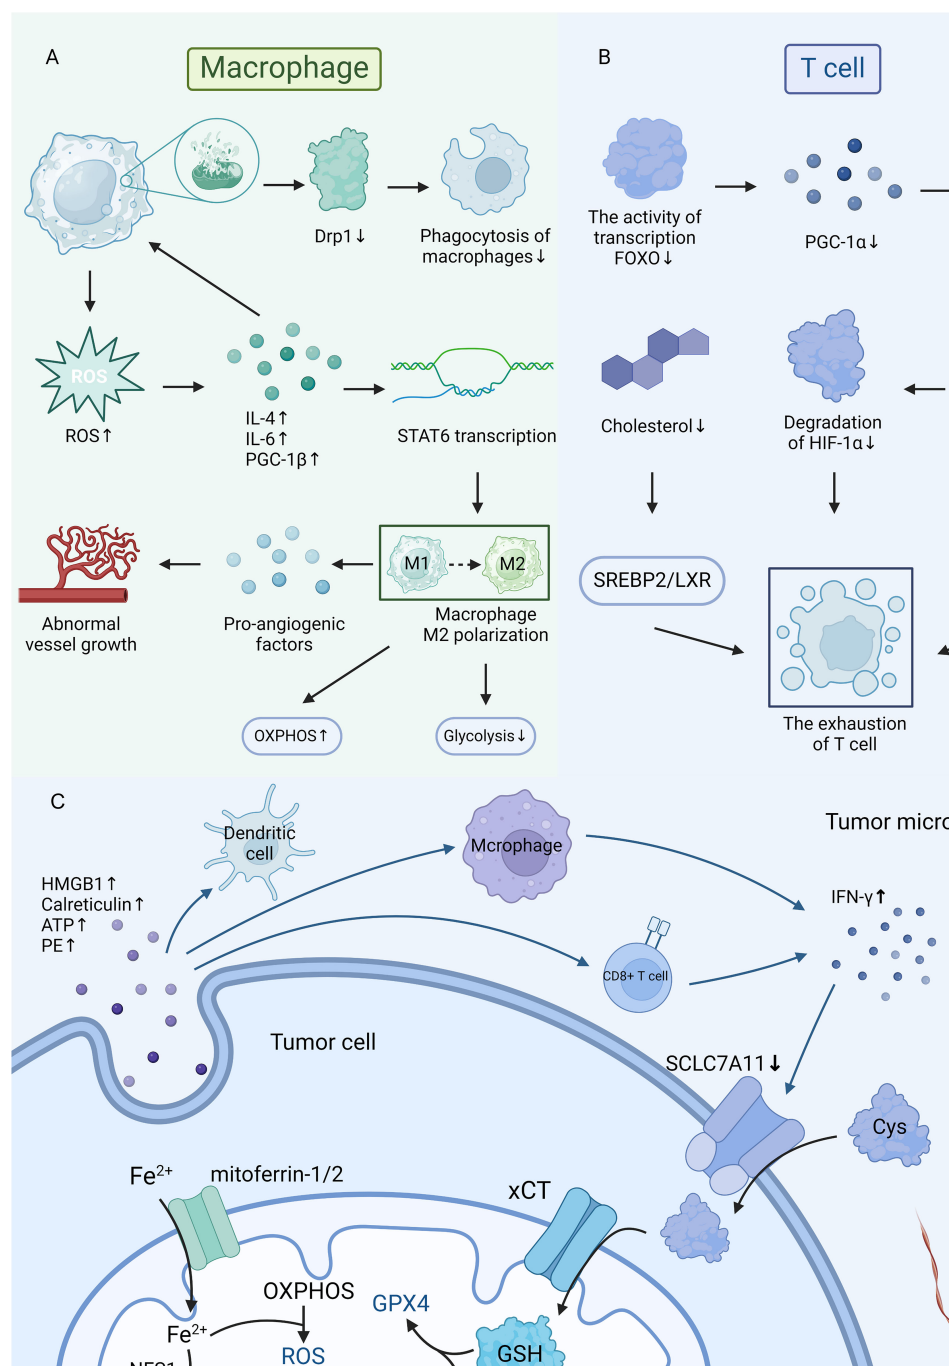 A
Macrophage
Drp1↓
Phagocytosis of
macrophages↓
ROS
ROS↑
IL-4↑
IL-6↑
PGC-1β↑
STAT6 transcription
Abnormal
vessel growth
Pro-angiogenic
factors
M1
M2
Macrophage
M2 polarization
OXPHOS↑
Glycolysis↓
B
T cell
The activity of
transcription
FOXO↓
PGC-1α↓
Cholesterol↓
Degradation
of HIF-1α↓
SREBP2/LXR
The exhaustion
of T cell
C
Dendritic
cell
Mcrophage
Tumor micro
HMGB1↑
Calreticulin↑
ATP↑
PE↑
IFN-γ↑
CD8+ T cell
Tumor cell
SCLC7A11↓
Cys
Fe2+
mitoferrin-1/2
xCT
OXPHOS
GPX4
Fe2+
ROS
GSH